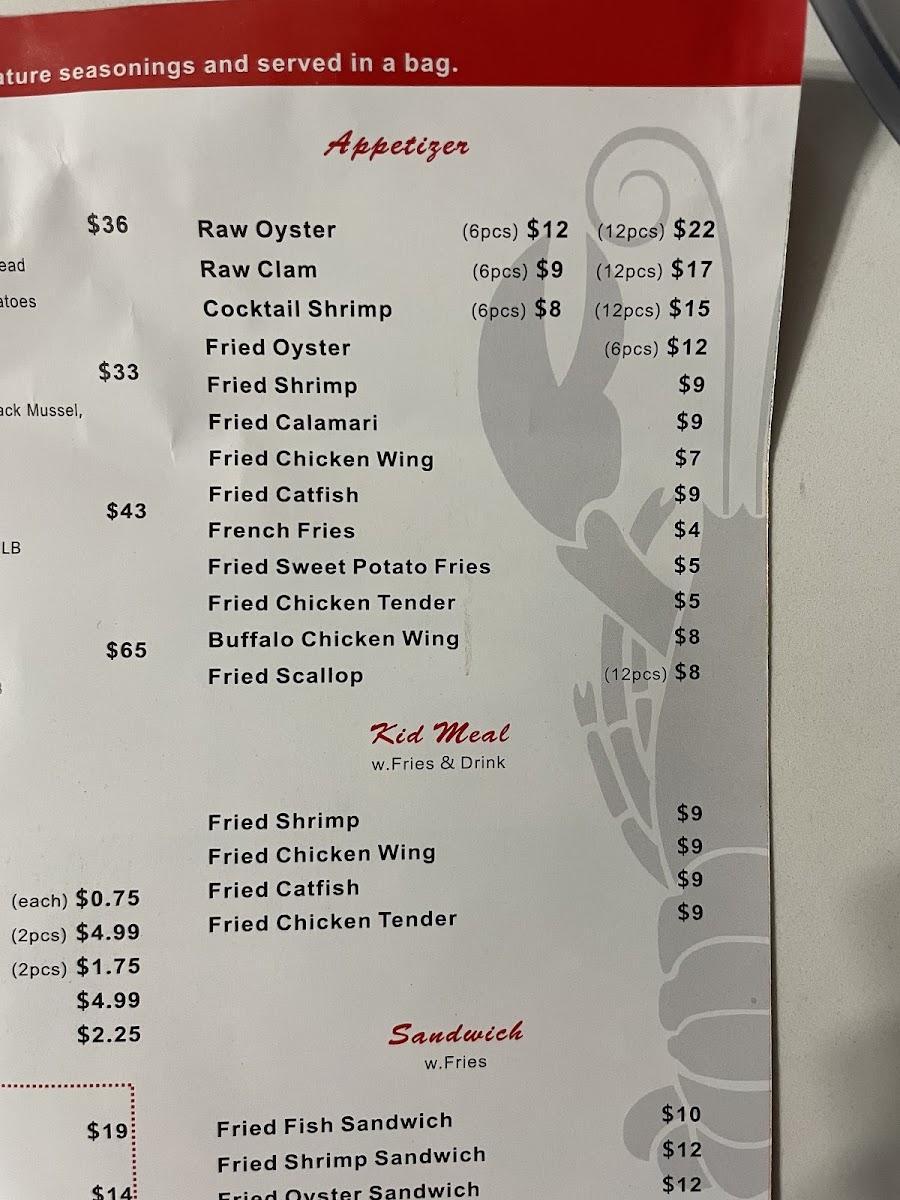 ature seasonings and served in a bag.
$36
ead
atoes
$33
ack Mussel,
$43
LB
$65
(each) $0.75
(2pcs) $4.99
(2pcs) $1.75
$4.99
$2.25
$19
$14
Appetizer
Raw Oyster (6pcs) $12 (12pcs) $22
Raw Clam (6pcs) $9 (12pcs) $17
Cocktail Shrimp (6pcs) $8 (12pcs) $15
Fried Oyster (6pcs) $12
Fried Shrimp $9
Fried Calamari $9
Fried Chicken Wing $7
Fried Catfish $9
French Fries $4
Fried Sweet Potato Fries $5
Fried Chicken Tender $5
Buffalo Chicken Wing $8
Fried Scallop (12pcs) $8
Kid Meal
w.Fries & Drink
Fried Shrimp $9
Fried Chicken Wing $9
Fried Catfish $9
Fried Chicken Tender $9
Sandwich
w.Fries
Fried Fish Sandwich $10
Fried Shrimp Sandwich $12
Fried Oyster Sandwich $12